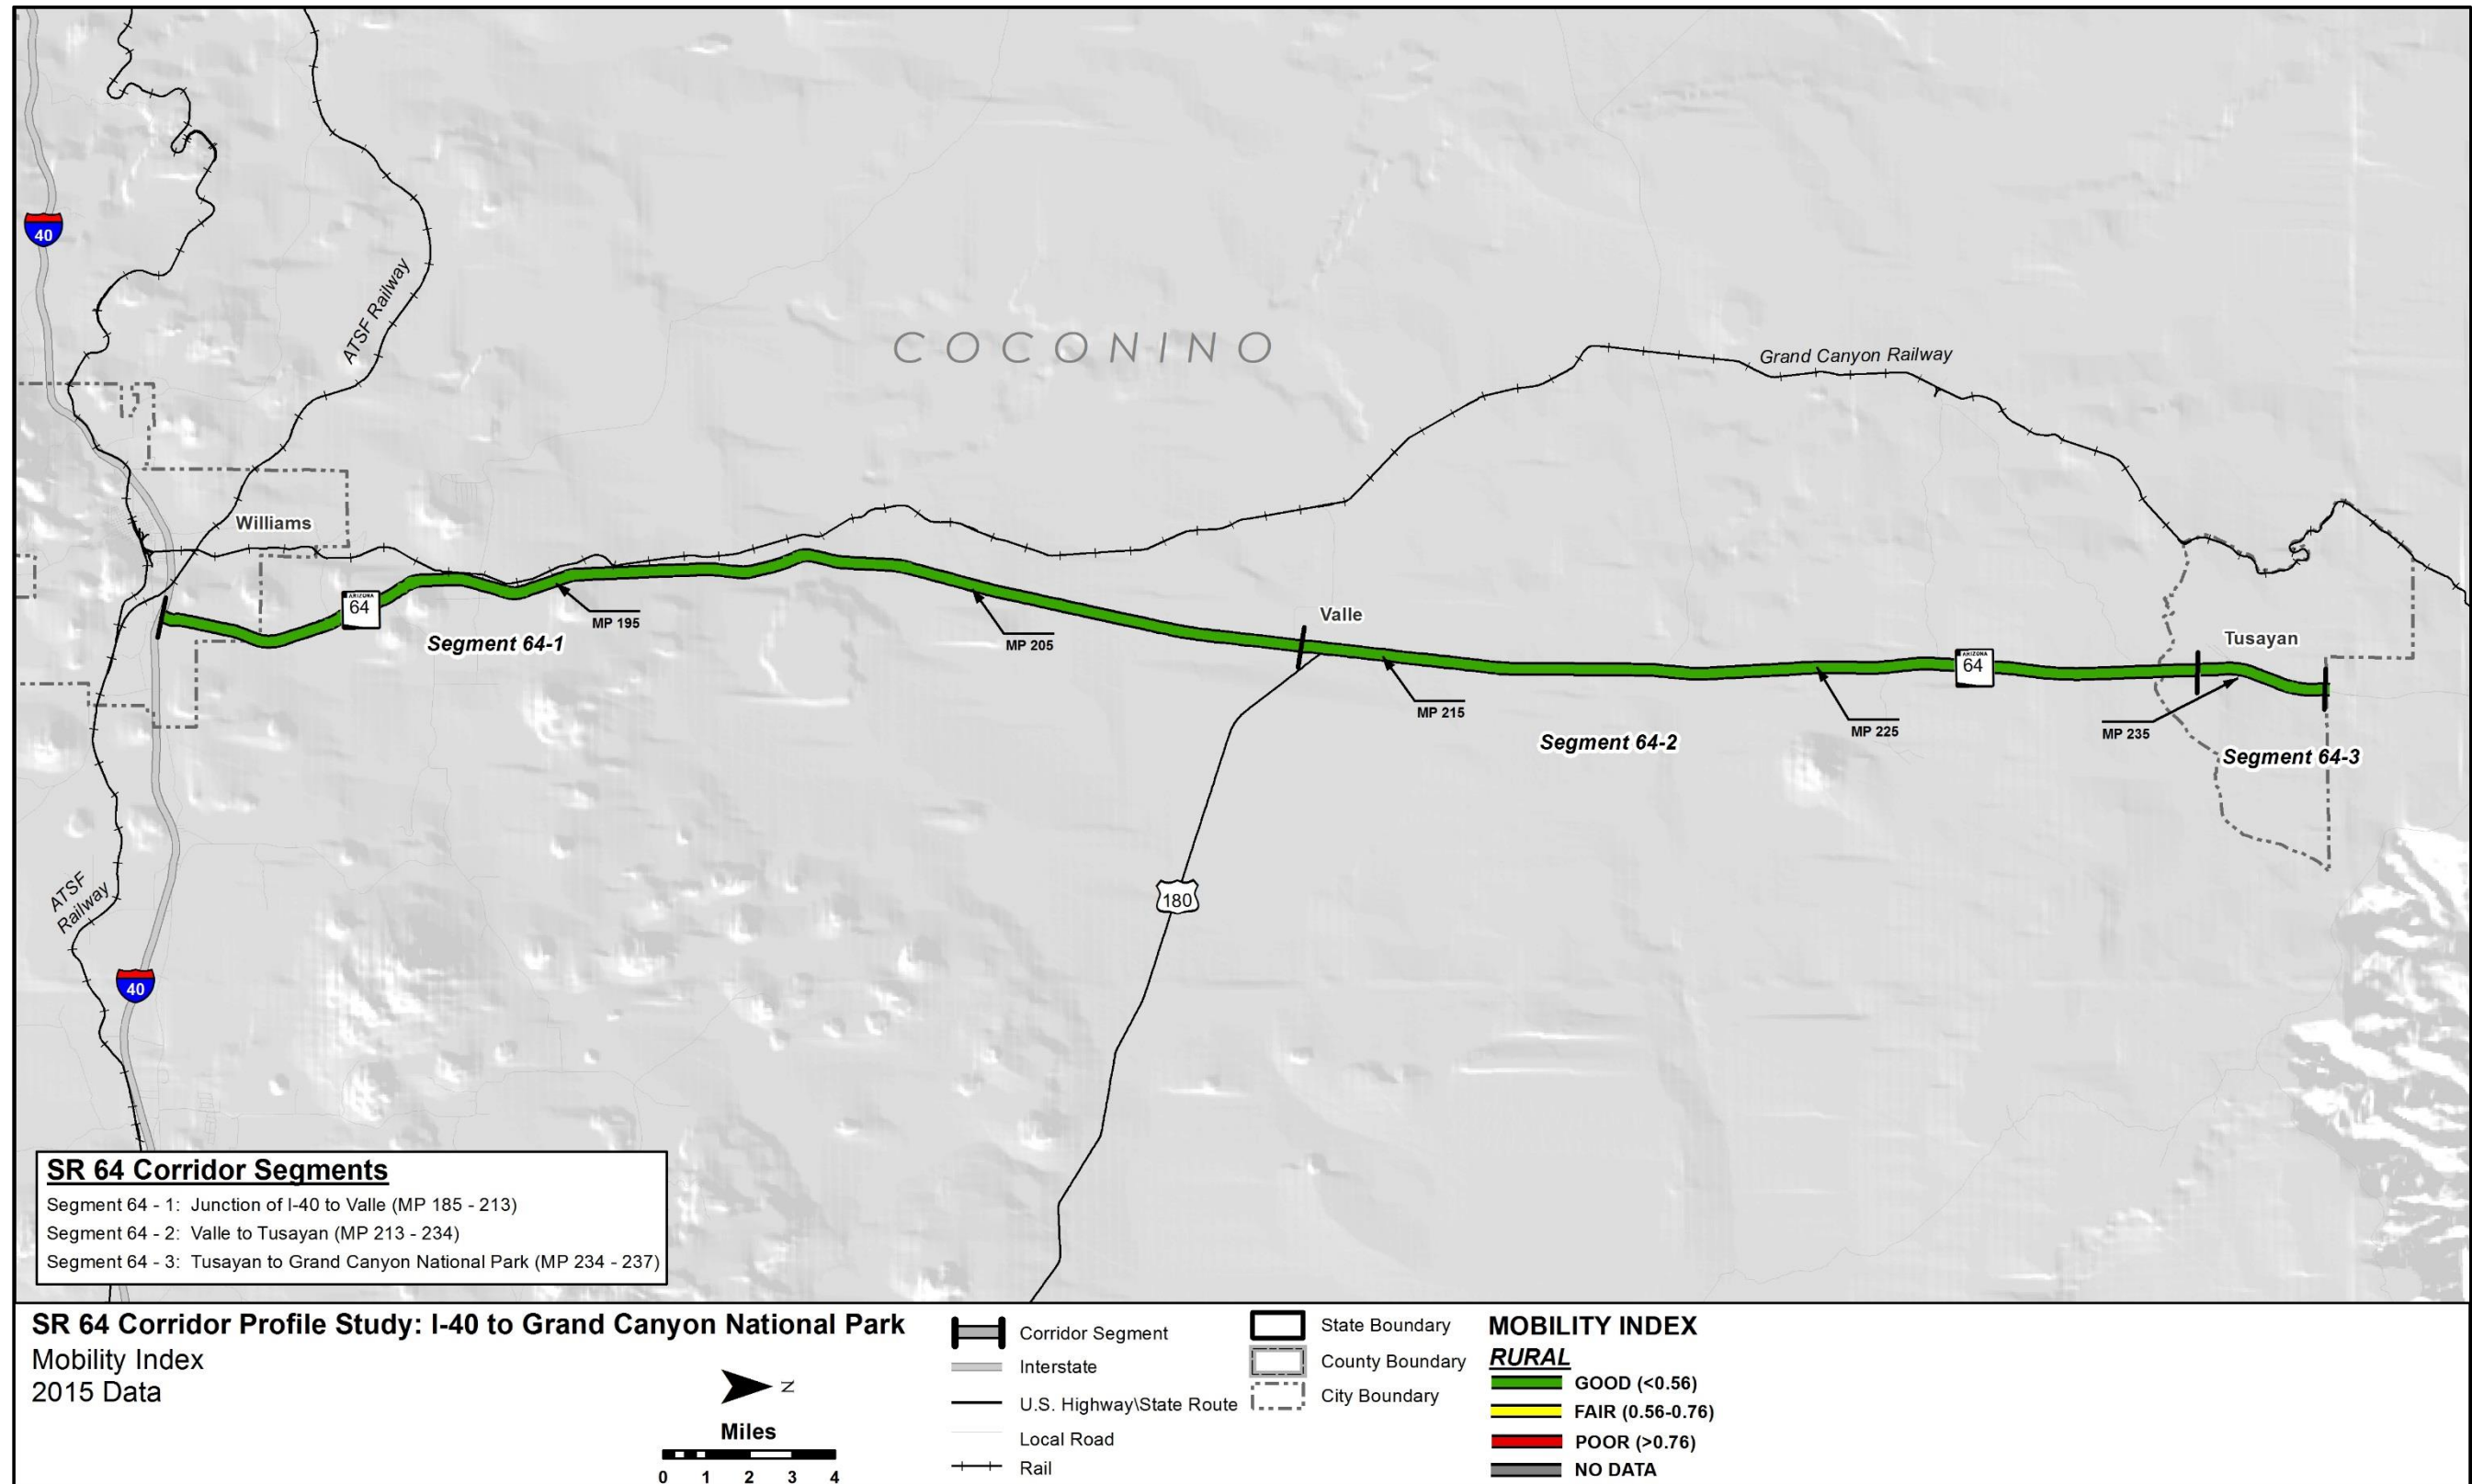 40
ATSF Railway
COCONINO
Grand Canyon Railway
Williams
ARIZONA
64
Segment 64-1
MP 195
MP 205
Valle
MP 215
Segment 64-2
MP 225
ARIZONA
64
MP 235
Tusayan
Segment 64-3
180
ATSF
Railway
40
SR 64 Corridor Segments
Segment 64 - 1: Junction of I-40 to Valle (MP 185 - 213)
Segment 64 - 2: Valle to Tusayan (MP 213 - 234)
Segment 64 - 3: Tusayan to Grand Canyon National Park (MP 234 - 237)
SR 64 Corridor Profile Study: I-40 to Grand Canyon National Park
Mobility Index
2015 Data
N
Miles
0 1 2 3 4
Corridor Segment
Interstate
U.S. Highway\State Route
Local Road
Rail
State Boundary
County Boundary
City Boundary
MOBILITY INDEX
RURAL
GOOD (<0.56)
FAIR (0.56-0.76)
POOR (>0.76)
NO DATA